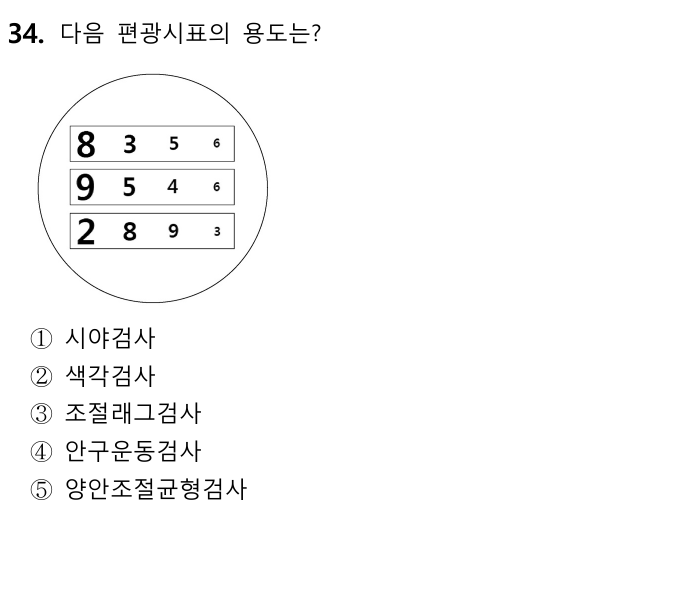 34. 다음 편광시표의 용도는?
8 3 5 6
9 5 4 6
2 8 9 3
① 시야검사
② 색각검사
③ 조절래그검사
④ 안구운동검사
⑤ 양안조절균형검사